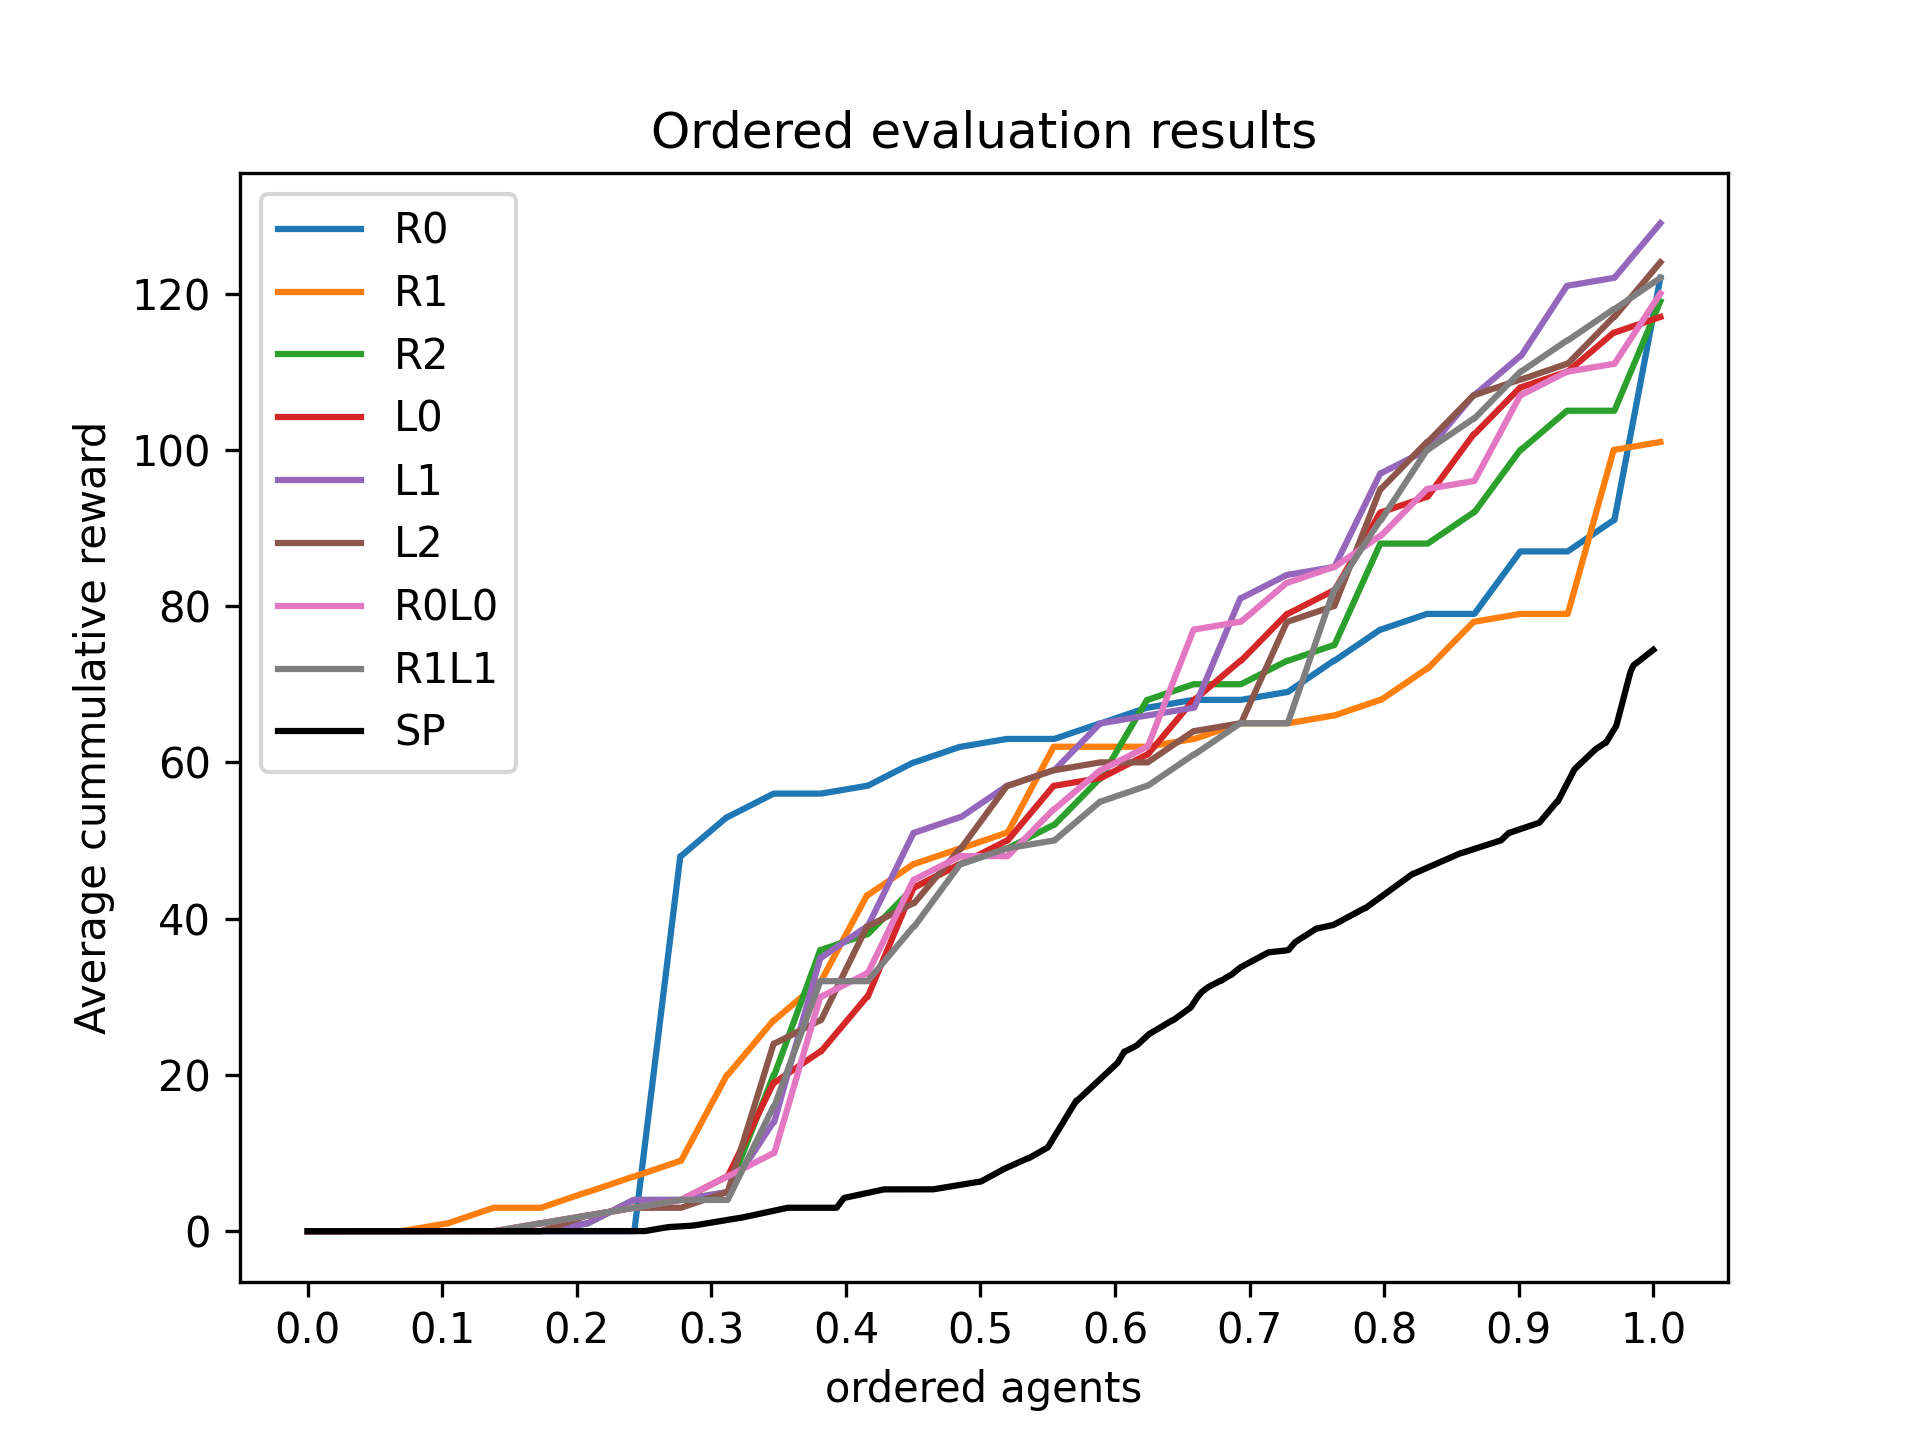 Ordered evaluation results
R0
R1
R2
L0
L1
L2
R0L0
R1L1
SP
120
100
80
60
40
20
0
Average cummulative reward
0.0 0.1 0.2 0.3 0.4 0.5 0.6 0.7 0.8 0.9 1.0
ordered agents